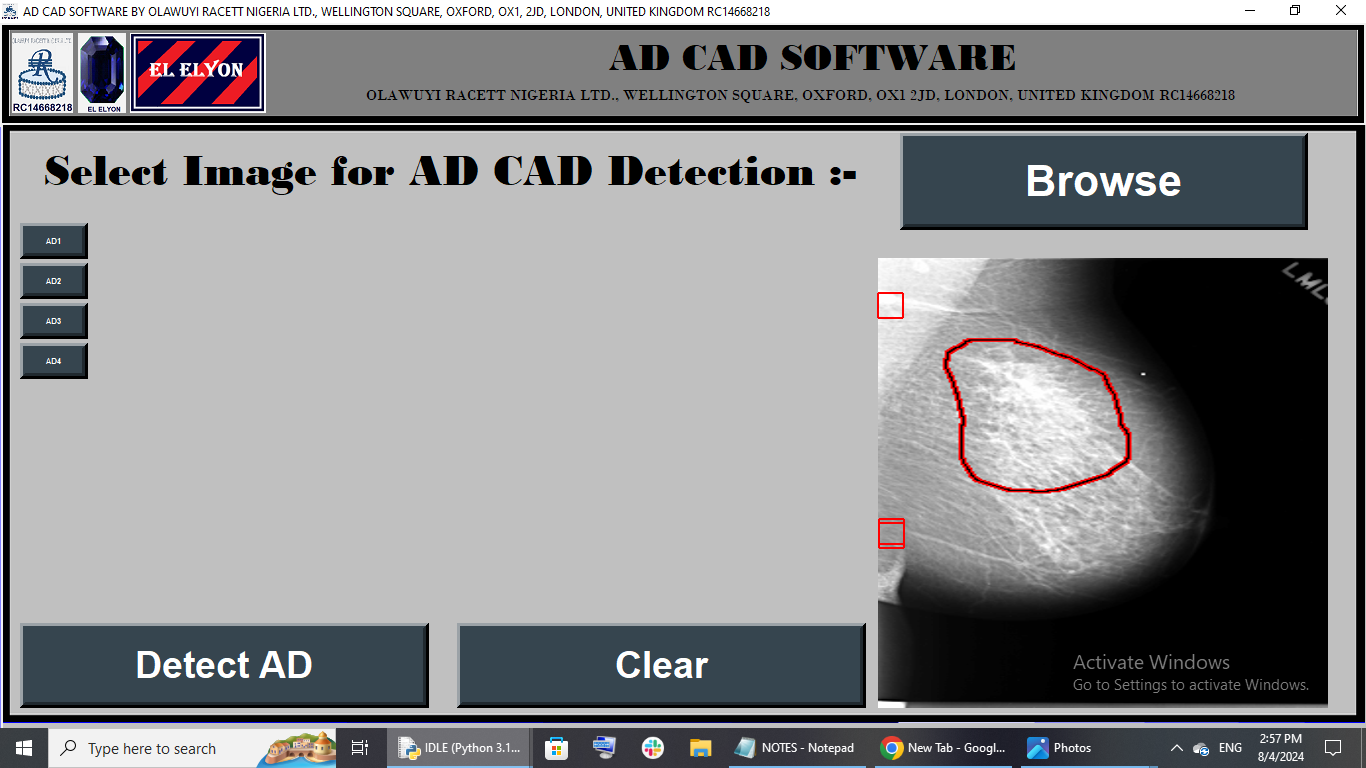 AD CAD SOFTWARE BY OLAWUYI RACETT NIGERIA LTD., WELLINGTON SQUARE, OXFORD, OX1, 2JD, LONDON, UNITED KINGDOM RC14668218
RC14668218
EL ELYON
EL ELYON
AD CAD SOFTWARE
OLAWUYI RACETT NIGERIA LTD., WELLINGTON SQUARE. OXFORD, OX1 2JD, LONDON, UNITED KINGDOM RC14668218
Select Image for AD CAD Detection :-
Browse
AD1
AD2
AD3
AD4
Detect AD
Clear
Activate Windows
Go to Settings to activate Windows.
Type here to search
IDLE (Python 3.1...
NOTES - Notepad
New Tab - Googl...
Photos
ENG
2:57 PM
8/4/2024